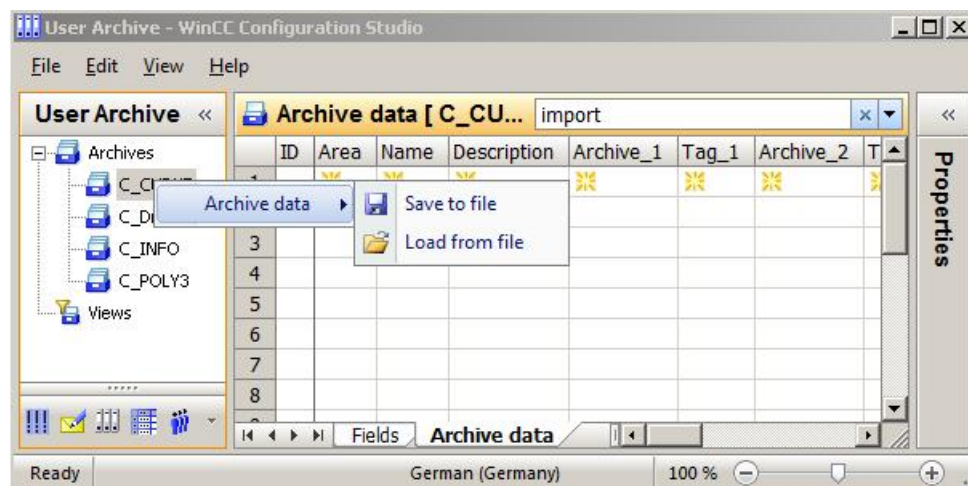 User Archive - WinCC Configuration Studio
File Edit View Help
User Archive «
Archive data [ C_CU... import
«
Archives
ID Area Name Description Archive_1 Tag_1 Archive_2 T
Archive data
Save to file
Load from file
C_INFO
C_POLY3
Views
3
4
5
6
7
8
Properties
Fields Archive data
Ready German (Germany) 100 %